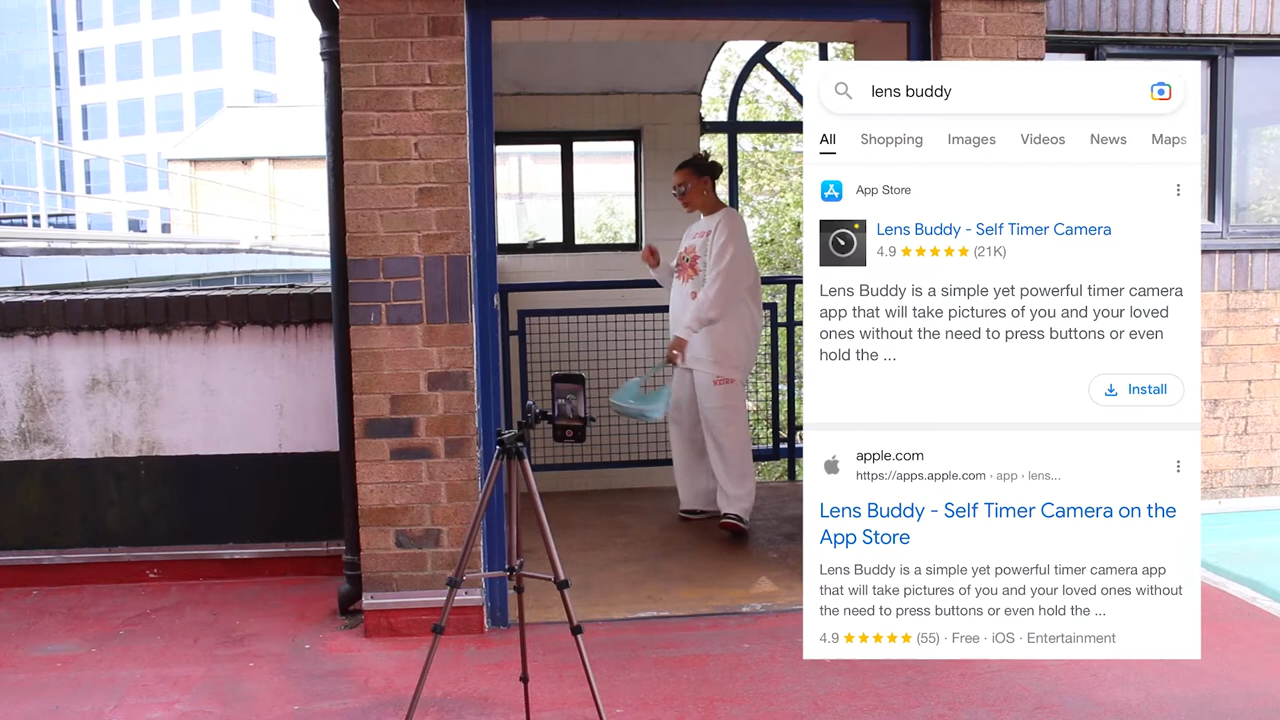 lens buddy
All Shopping Images Videos News Maps
App Store
Lens Buddy - Self Timer Camera
4.9 ★★★★★ (21K)
Lens Buddy is a simple yet powerful timer camera
app that will take pictures of you and your loved
ones without the need to press buttons or even
hold the ...
Install
apple.com
https://apps.apple.com › app › lens...
Lens Buddy - Self Timer Camera on the
App Store
Lens Buddy is a simple yet powerful timer camera app
that will take pictures of you and your loved ones without
the need to press buttons or even hold the ...
4.9 ★★★★★ (55) · Free · iOS · Entertainment